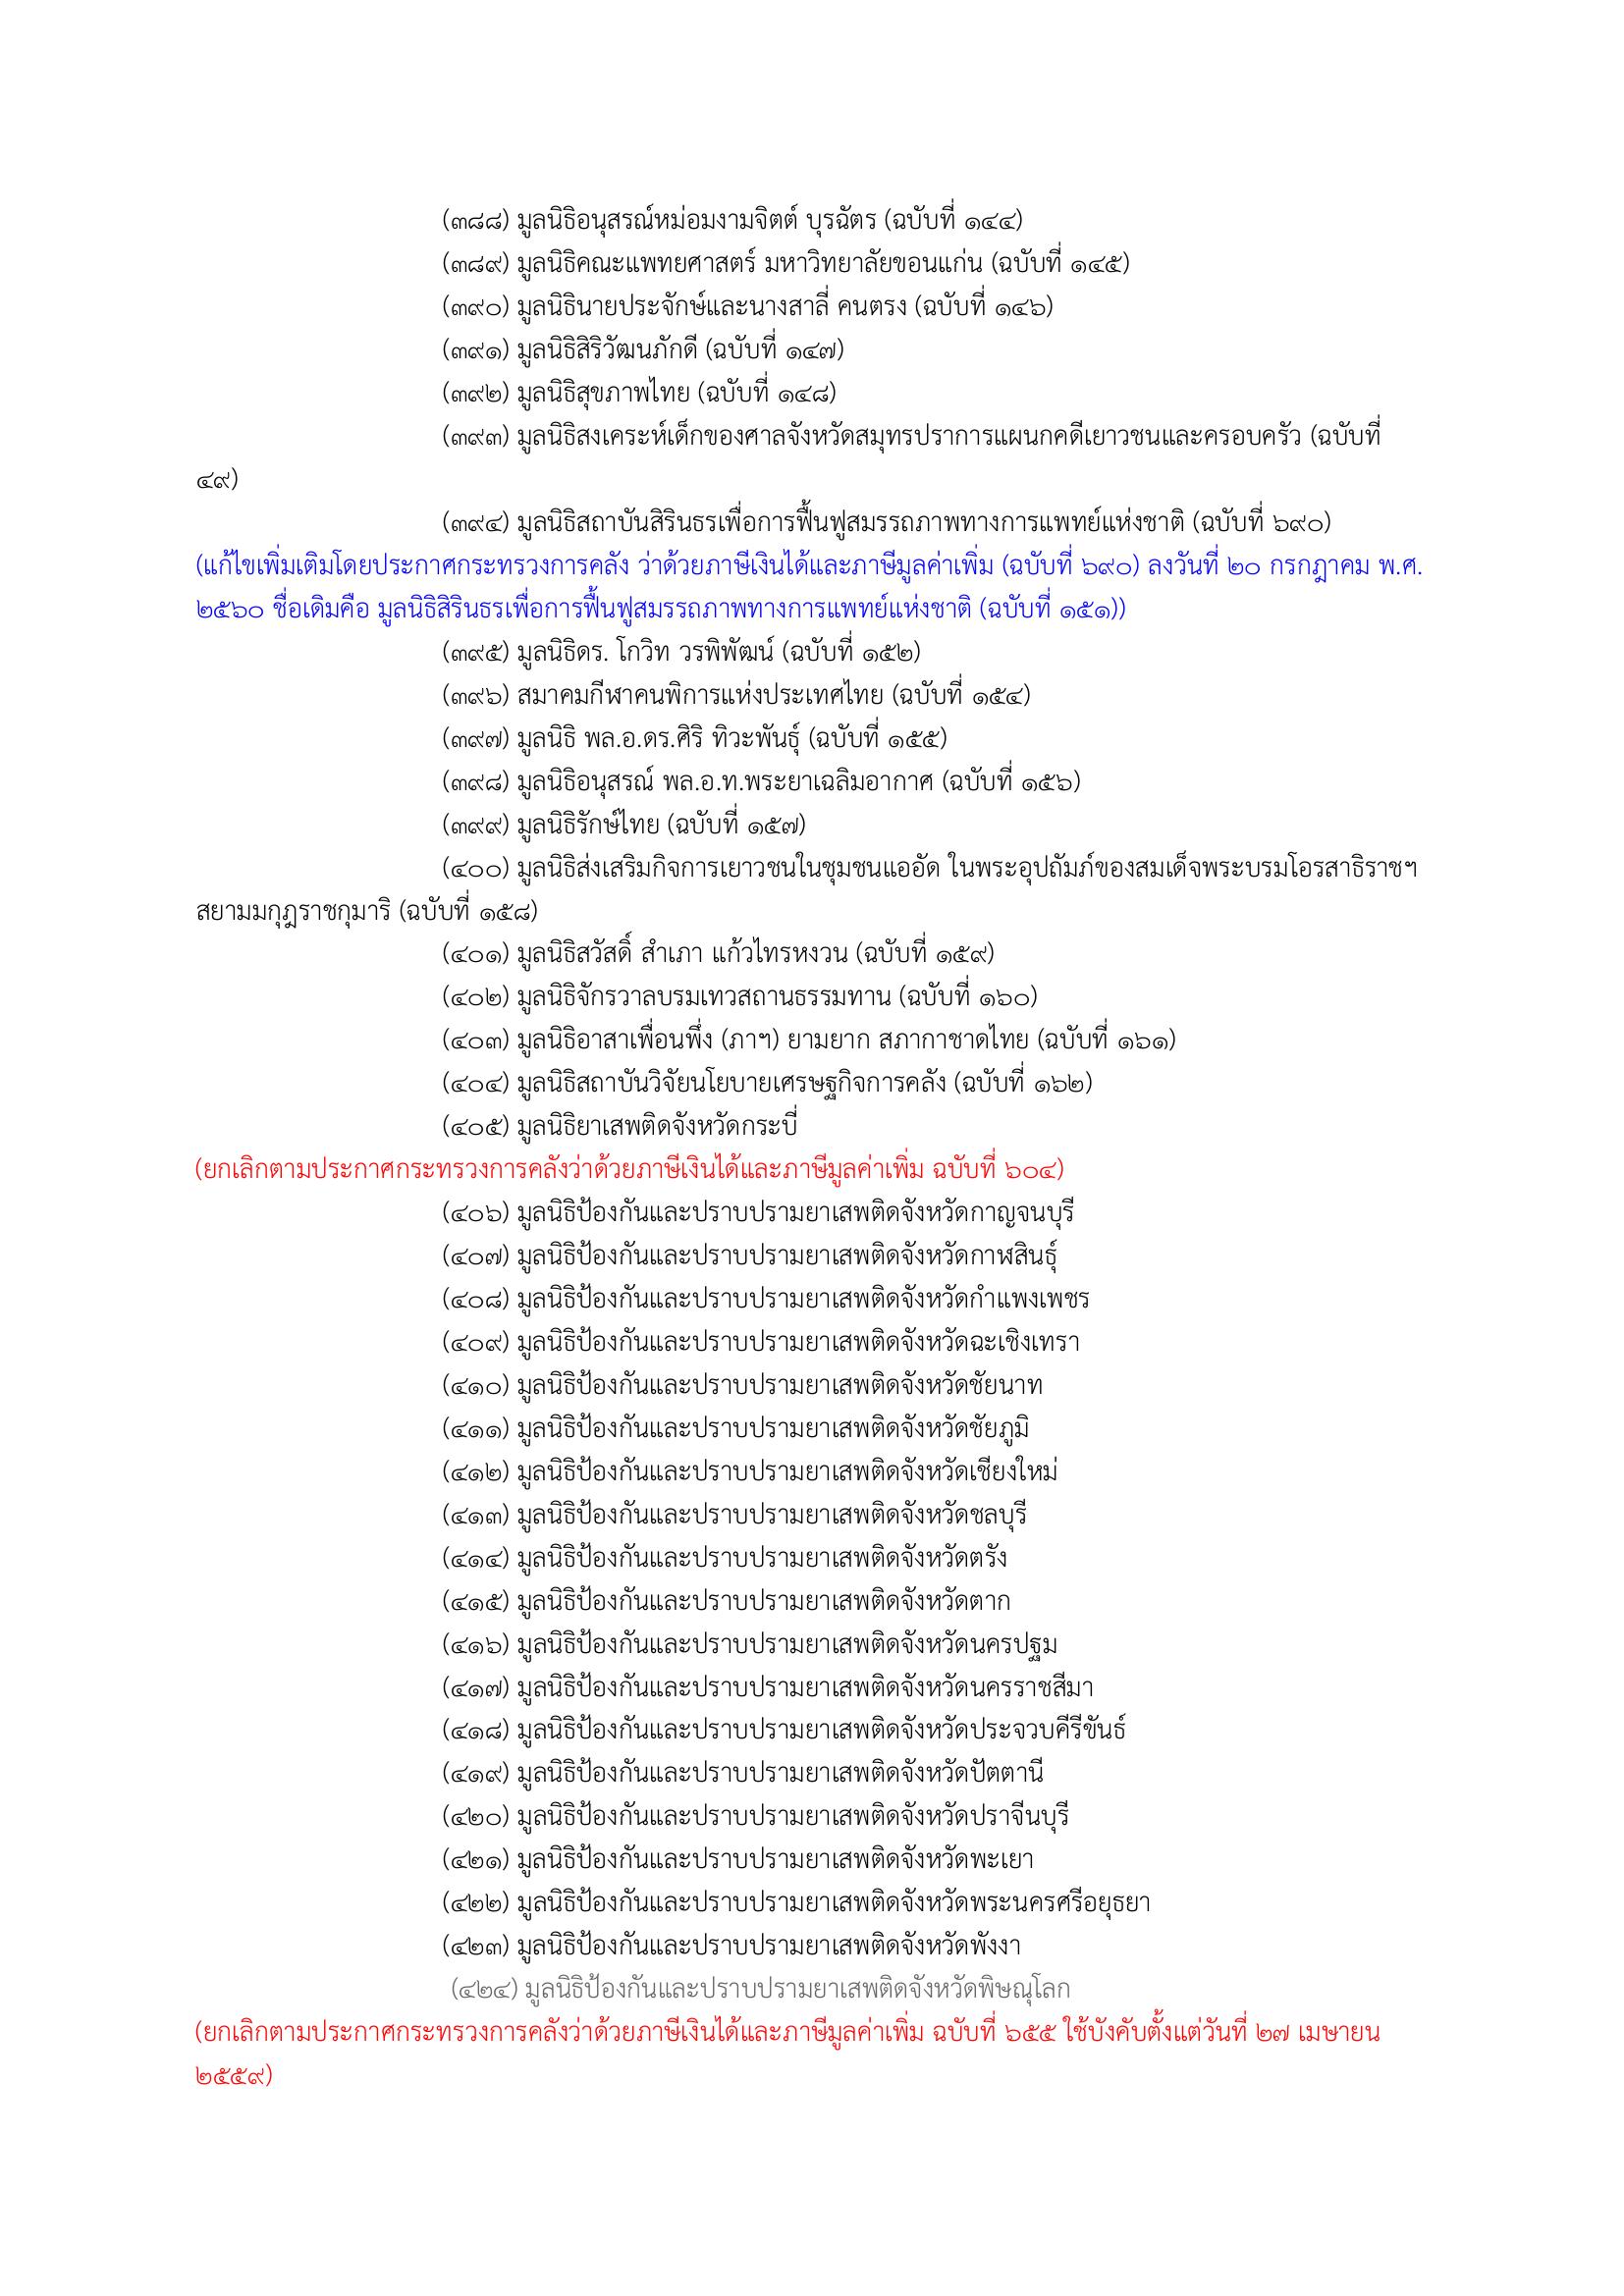 (๓๘๘) มูลนิธิอนุสรณ์หม่อมงามจิตต์ บุรฉัตร (ฉบับที่ ๑๔๔)
(๓๘๙) มูลนิธิคณะแพทยศาสตร์ มหาวิทยาลัยขอนแก่น (ฉบับที่ ๑๔๕)
(๓๙๐) มูลนิธินายประจักษ์และนางสาลี่ คนตรง (ฉบับที่ ๑๔๖)
(๓๙๑) มูลนิธิสิริวัฒนภักดี (ฉบับที่ ๑๔๗)
(๓๙๒) มูลนิธิสุขภาพไทย (ฉบับที่ ๑๔๘)
(๓๙๓) มูลนิธิสงเคระห์เด็กของศาลจังหวัดสมุทรปราการแผนกคดีเยาวชนและครอบครัว (ฉบับที่
๔๙)
(๓๙๔) มูลนิธิสถาบันสิรินธรเพื่อการฟื้นฟูสมรรถภาพทางการแพทย์แห่งชาติ (ฉบับที่ ๖๙๐)
(แก้ไขเพิ่มเติมโดยประกาศกระทรวงการคลัง ว่าด้วยภาษีเงินได้และภาษีมูลค่าเพิ่ม (ฉบับที่ ๖๙๐) ลงวันที่ ๒๐ กรกฎาคม พ.ศ.
๒๕๖๐ ชื่อเดิมคือ มูลนิธิสิรินธรเพื่อการฟื้นฟูสมรรถภาพทางการแพทย์แห่งชาติ (ฉบับที่ ๑๕๑))
(๓๙๕) มูลนิธิดร. โกวิท วรพิพัฒน์ (ฉบับที่ ๑๕๒)
(๓๙๖) สมาคมกีฬาคนพิการแห่งประเทศไทย (ฉบับที่ ๑๕๔)
(๓๙๗) มูลนิธิ พล.อ.ดร.ศิริ ทิวะพันธุ์ (ฉบับที่ ๑๕๕)
(๓๙๘) มูลนิธิอนุสรณ์ พล.อ.ท.พระยาเฉลิมอากาศ (ฉบับที่ ๑๕๖)
(๓๙๙) มูลนิธิรักษ์ไทย (ฉบับที่ ๑๕๗)
(๔๐๐) มูลนิธิส่งเสริมกิจการเยาวชนในชุมชนแออัด ในพระอุปถัมภ์ของสมเด็จพระบรมโอรสาธิราชฯ
สยามมกุฎราชกุมาริ (ฉบับที่ ๑๕๘)
(๔๐๑) มูลนิธิสวัสดิ์ สำเภา แก้วไทรหงวน (ฉบับที่ ๑๕๙)
(๔๐๒) มูลนิธิจักรวาลบรมเทวสถานธรรมทาน (ฉบับที่ ๑๖๐)
(๔๐๓) มูลนิธิอาสาเพื่อนพึ่ง (ภาฯ) ยามยาก สภากาชาดไทย (ฉบับที่ ๑๖๑)
(๔๐๔) มูลนิธิสถาบันวิจัยนโยบายเศรษฐกิจการคลัง (ฉบับที่ ๑๖๒)
(๔๐๕) มูลนิธิยาเสพติดจังหวัดกระบี่
(ยกเลิกตามประกาศกระทรวงการคลังว่าด้วยภาษีเงินได้และภาษีมูลค่าเพิ่ม ฉบับที่ ๖๐๔)
(๔๐๖) มูลนิธิป้องกันและปราบปรามยาเสพติดจังหวัดกาญจนบุรี
(๔๐๗) มูลนิธิป้องกันและปราบปรามยาเสพติดจังหวัดกาฬสินธุ์
(๔๐๘) มูลนิธิป้องกันและปราบปรามยาเสพติดจังหวัดกำแพงเพชร
(๔๐๙) มูลนิธิป้องกันและปราบปรามยาเสพติดจังหวัดฉะเชิงเทรา
(๔๑๐) มูลนิธิป้องกันและปราบปรามยาเสพติดจังหวัดชัยนาท
(๔๑๑) มูลนิธิป้องกันและปราบปรามยาเสพติดจังหวัดชัยภูมิ
(๔๑๒) มูลนิธิป้องกันและปราบปรามยาเสพติดจังหวัดเชียงใหม่
(๔๑๓) มูลนิธิป้องกันและปราบปรามยาเสพติดจังหวัดชลบุรี
(๔๑๔) มูลนิธิป้องกันและปราบปรามยาเสพติดจังหวัดตรัง
(๔๑๕) มูลนิธิป้องกันและปราบปรามยาเสพติดจังหวัดตาก
(๔๑๖) มูลนิธิป้องกันและปราบปรามยาเสพติดจังหวัดนครปฐม
(๔๑๗) มูลนิธิป้องกันและปราบปรามยาเสพติดจังหวัดนครราชสีมา
(๔๑๘) มูลนิธิป้องกันและปราบปรามยาเสพติดจังหวัดประจวบคีรีขันธ์
(๔๑๙) มูลนิธิป้องกันและปราบปรามยาเสพติดจังหวัดปัตตานี
(๔๒๐) มูลนิธิป้องกันและปราบปรามยาเสพติดจังหวัดปราจีนบุรี
(๔๒๑) มูลนิธิป้องกันและปราบปรามยาเสพติดจังหวัดพะเยา
(๔๒๒) มูลนิธิป้องกันและปราบปรามยาเสพติดจังหวัดพระนครศรีอยุธยา
(๔๒๓) มูลนิธิป้องกันและปราบปรามยาเสพติดจังหวัดพังงา
(๔๒๔) มูลนิธิป้องกันและปราบปรามยาเสพติดจังหวัดพิษณุโลก
(ยกเลิกตามประกาศกระทรวงการคลังว่าด้วยภาษีเงินได้และภาษีมูลค่าเพิ่ม ฉบับที่ ๖๕๕ ใช้บังคับตั้งแต่วันที่ ๒๗ เมษายน
๒๕๕๙)